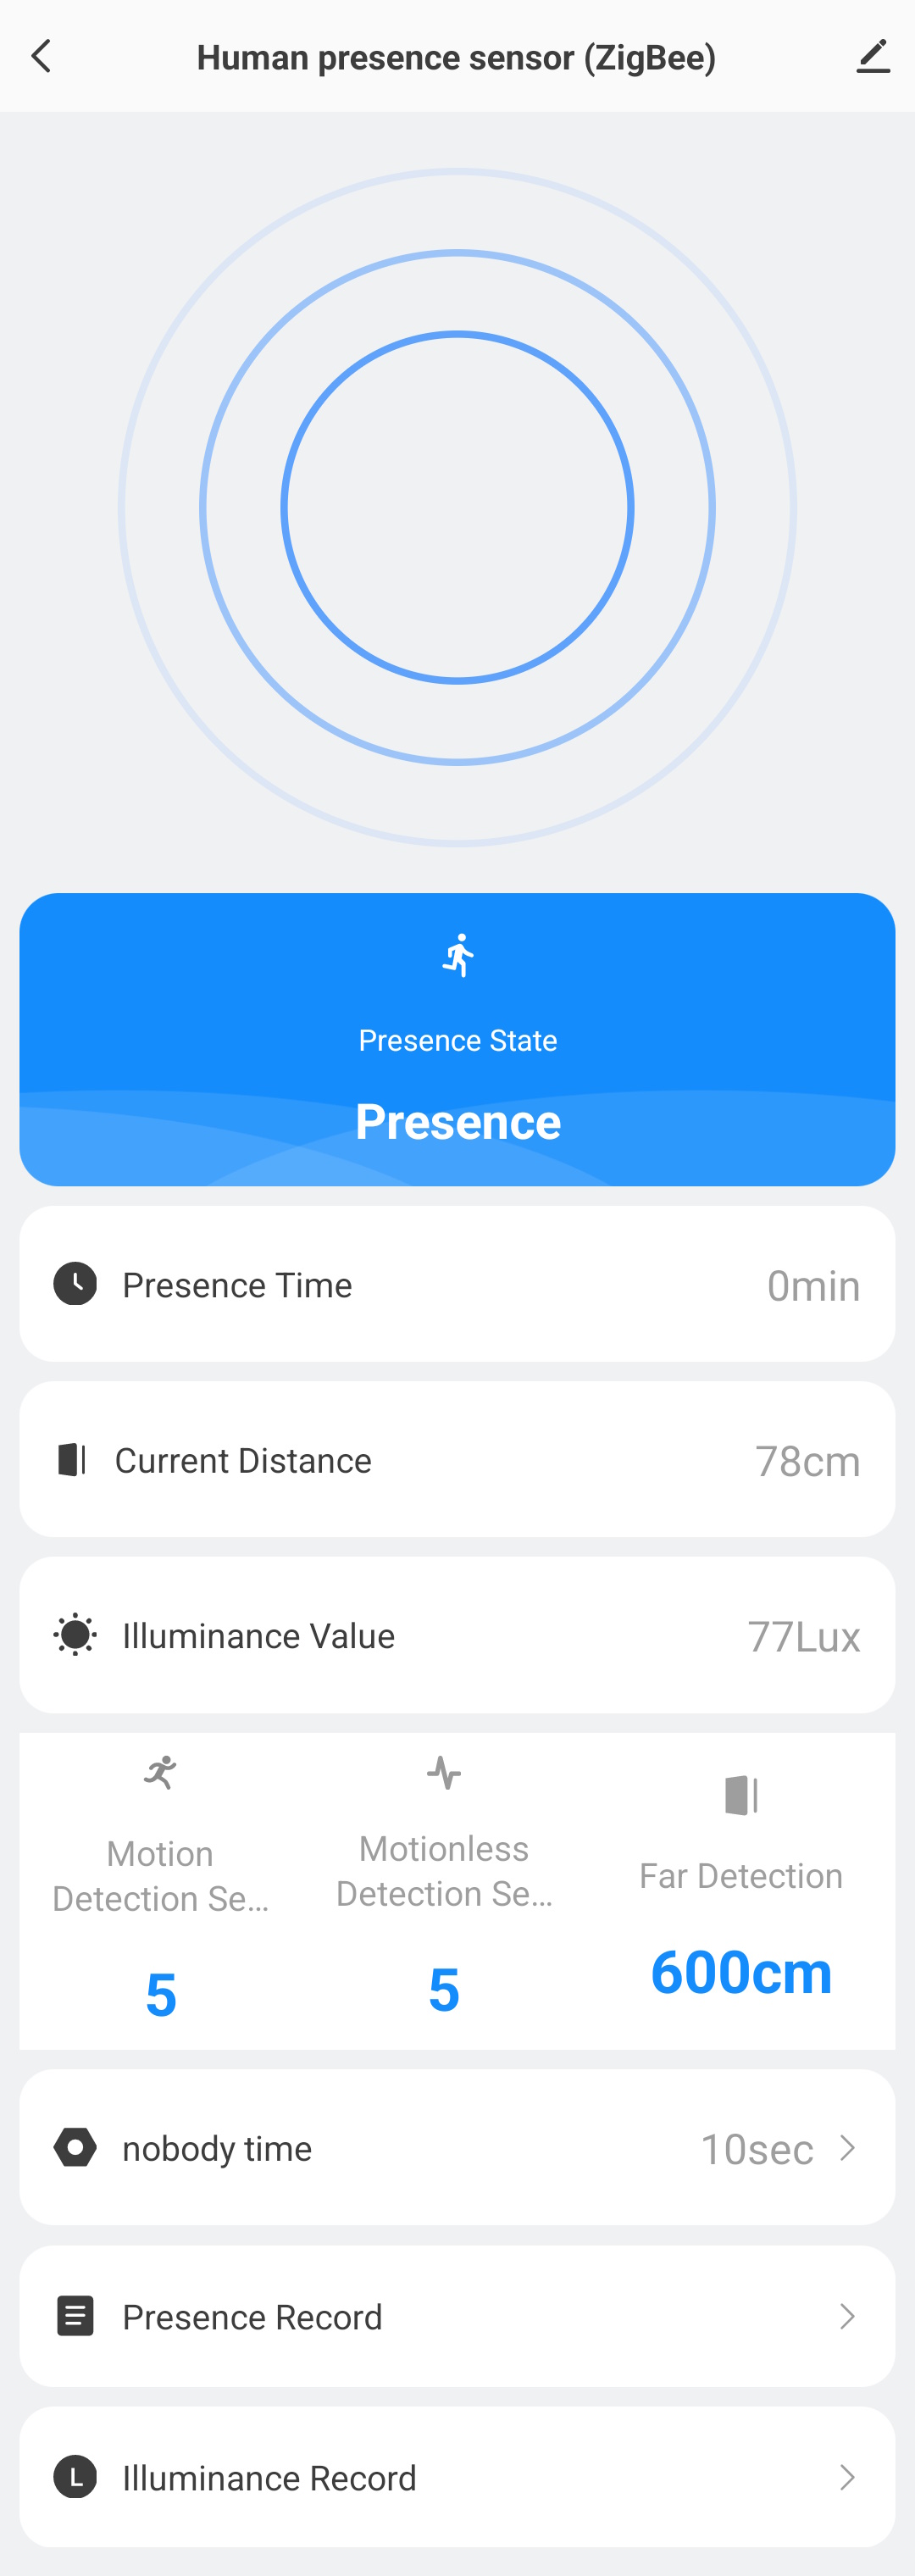 Human presence sensor (ZigBee)
Presence State
Presence
Presence Time
0min
Current Distance
78cm
Illuminance Value
77Lux
Motion
Detection Se...
5
Motionless
Detection Se...
5
Far Detection
600cm
nobody time
10sec
Presence Record
L
Illuminance Record